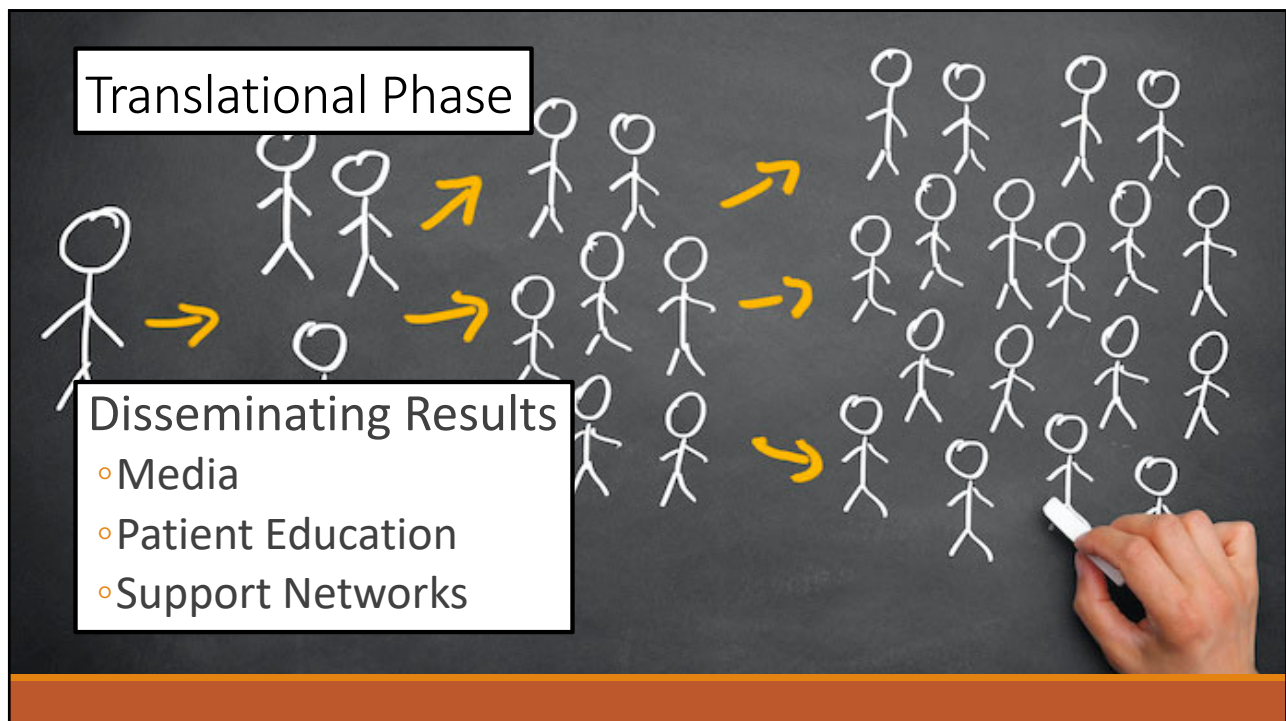 Translational Phase
Disseminating Results
◦Media
◦Patient Education
◦Support Networks